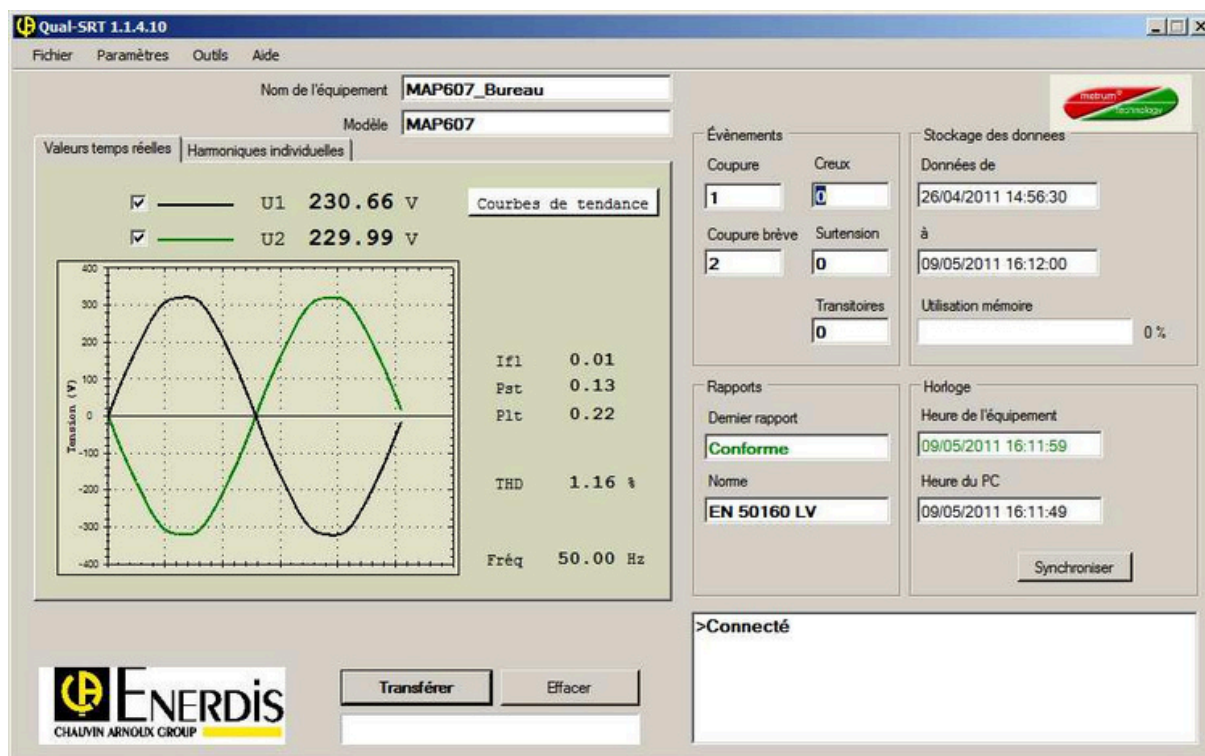 Qual-SRT 1.1.4.10
Fichier Paramètres Outils Aide
Nom de l'équipement MAP607_Bureau
Modèle MAP607
metrum®
technology
Valeurs temps réelles Harmoniques individuelles
U1 230.66 V
U2 229.99 V
Courbes de tendance
400
300
200
100
0
-100
-200
-300
-400
Tension (V)
Ifl 0.01
Pst 0.13
Plt 0.22
THD 1.16 %
Fréq 50.00 Hz
Évènements
Coupure Creux
1 0
Coupure brève Surtension
2 0
Transitoires
0
Stockage des données
Données de
26/04/2011 14:56:30
à
09/05/2011 16:12:00
Utilisation mémoire
0 %
Rapports
Dernier rapport
Conforme
Norme
EN 50160 LV
Horloge
Heure de l'équipement
09/05/2011 16:11:59
Heure du PC
09/05/2011 16:11:49
Synchroniser
>Connecté
ENERDIS
CHAUVIN ARNOUX GROUP
Transférer Effacer